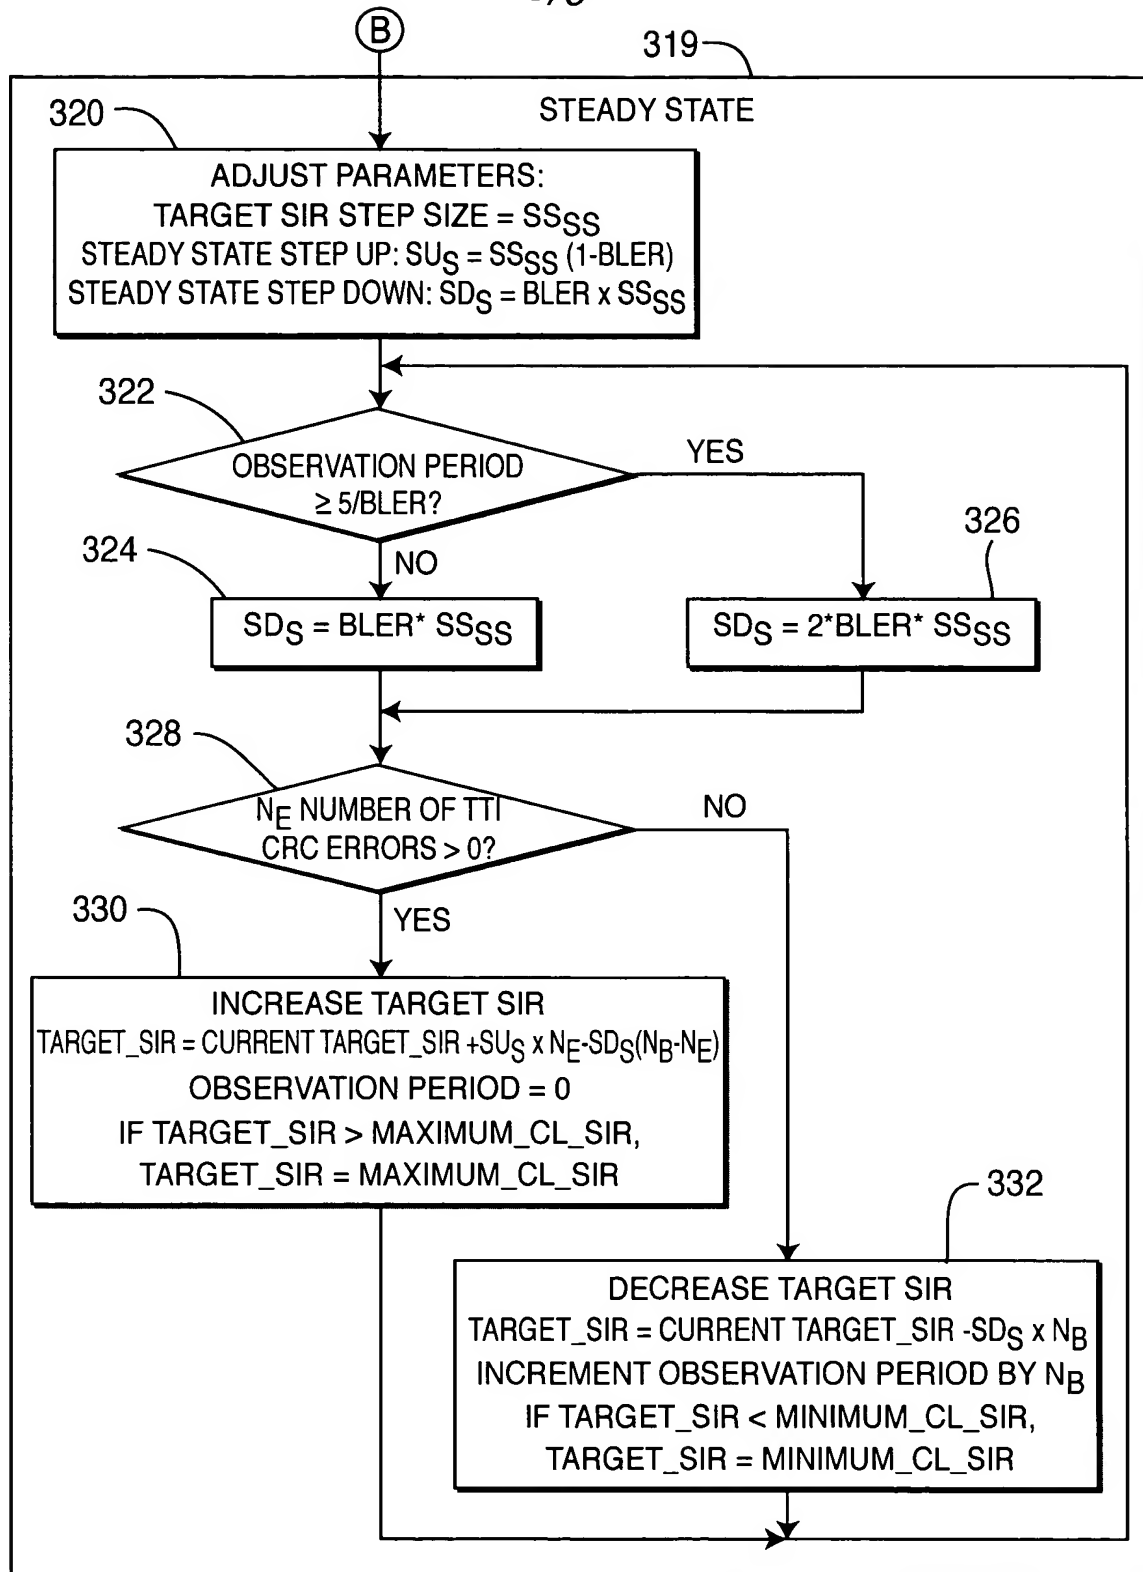 B
319
STEADY STATE
320
ADJUST PARAMETERS:
TARGET SIR STEP SIZE = SSSS
STEADY STATE STEP UP: SUS = SSSS (1-BLER)
STEADY STATE STEP DOWN: SDS = BLER x SSSS
322
OBSERVATION PERIOD
≥ 5/BLER?
YES
NO
324
SDS = BLER* SSSS
326
SDS = 2*BLER* SSSS
328
NE NUMBER OF TTI
CRC ERRORS > 0?
NO
YES
330
INCREASE TARGET SIR
TARGET_SIR = CURRENT TARGET_SIR +SUS x NE-SDS(NB-NE)
OBSERVATION PERIOD = 0
IF TARGET_SIR > MAXIMUM_CL_SIR,
TARGET_SIR = MAXIMUM_CL_SIR
332
DECREASE TARGET SIR
TARGET_SIR = CURRENT TARGET_SIR -SDS x NB
INCREMENT OBSERVATION PERIOD BY NB
IF TARGET_SIR < MINIMUM_CL_SIR,
TARGET_SIR = MINIMUM_CL_SIR